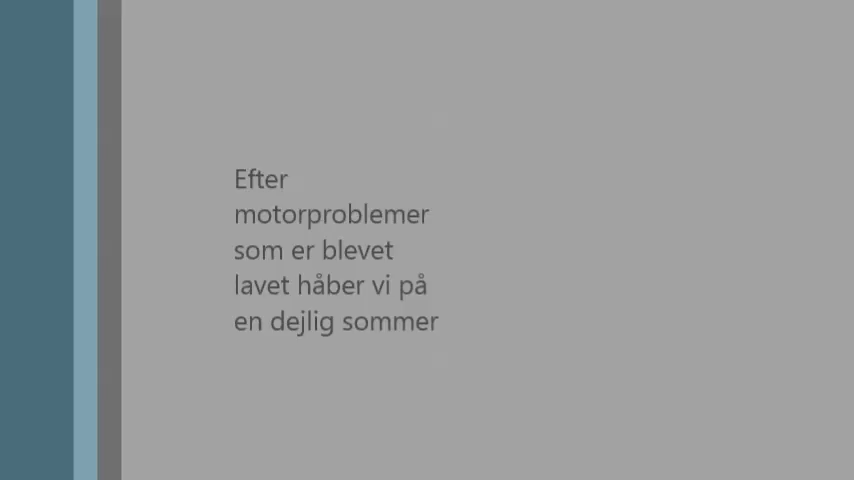 Efter
motorproblemer
som er blevet
lavet håber vi på
en dejlig sommer